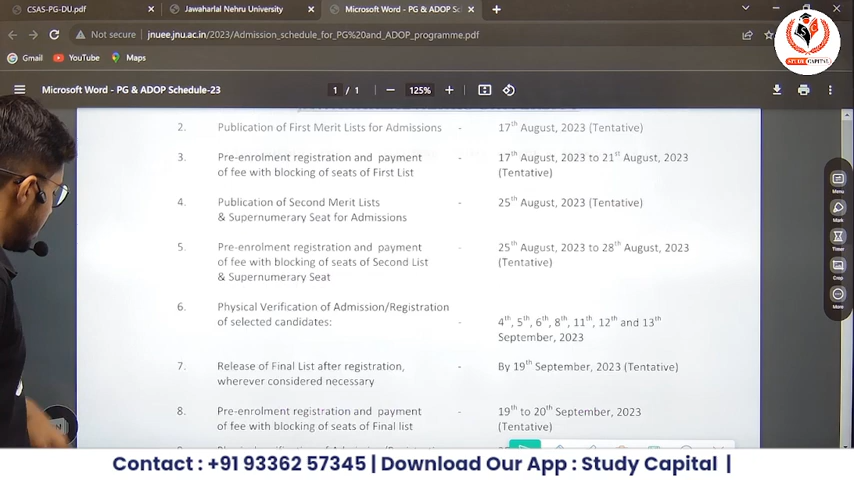 CSAS-PG-DU.pdf
Jawaharlal Nehru University
Microsoft Word - PG & ADOP Sc
Not secure jnuee.jnu.ac.in/2023/Admission_schedule_for_PG%20and_ADOP_programme.pdf
Gmail YouTube Maps
STUDY CAPITAL
Microsoft Word - PG & ADOP Schedule-23 1 / 1 125%
2. Publication of First Merit Lists for Admissions - 17th August, 2023 (Tentative)
3. Pre-enrolment registration and payment - 17th August, 2023 to 21st August, 2023
of fee with blocking of seats of First List (Tentative)
4. Publication of Second Merit Lists - 25th August, 2023 (Tentative)
& Supernumerary Seat for Admissions
5. Pre-enrolment registration and payment - 25th August, 2023 to 28th August, 2023
of fee with blocking of seats of Second List (Tentative)
& Supernumerary Seat
6. Physical Verification of Admission/Registration
of selected candidates: - 4th, 5th, 6th, 8th, 11th, 12th and 13th
September, 2023
7. Release of Final List after registration, - By 19th September, 2023 (Tentative)
wherever considered necessary
8. Pre-enrolment registration and payment - 19th to 20th September, 2023
of fee with blocking of seats of Final list (Tentative)
Menu
Mark
Timer
Crop
More
Contact : +91 93362 57345 | Download Our App : Study Capital |